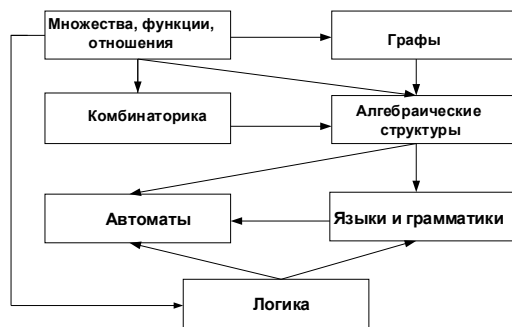 Множества, функции,
отношения
Графы
Комбинаторика
Алгебраические
структуры
Автоматы
Языки и грамматики
Логика